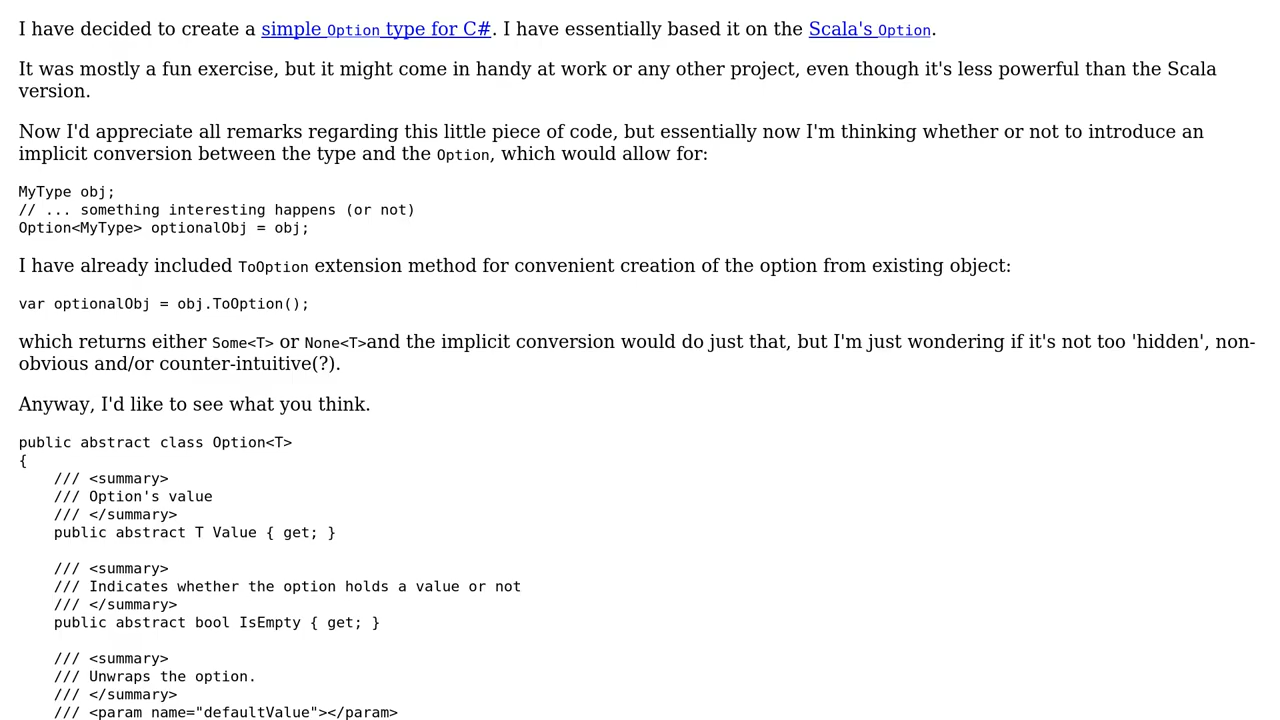 I have decided to create a simple Option type for C#. I have essentially based it on the Scala's Option.
It was mostly a fun exercise, but it might come in handy at work or any other project, even though it's less powerful than the Scala
version.
Now I'd appreciate all remarks regarding this little piece of code, but essentially now I'm thinking whether or not to introduce an
implicit conversion between the type and the Option, which would allow for:
MyType obj;
// ... something interesting happens (or not)
Option<MyType> optionalObj = obj;
I have already included ToOption extension method for convenient creation of the option from existing object:
var optionalObj = obj.ToOption();
which returns either Some<T> or None<T>and the implicit conversion would do just that, but I'm just wondering if it's not too 'hidden', non-
obvious and/or counter-intuitive(?).
Anyway, I'd like to see what you think.
public abstract class Option<T>
{
    /// <summary>
    /// Option's value
    /// </summary>
    public abstract T Value { get; }
    /// <summary>
    /// Indicates whether the option holds a value or not
    /// </summary>
    public abstract bool IsEmpty { get; }
    /// <summary>
    /// Unwraps the option.
    /// </summary>
    /// <param name="defaultValue"></param>